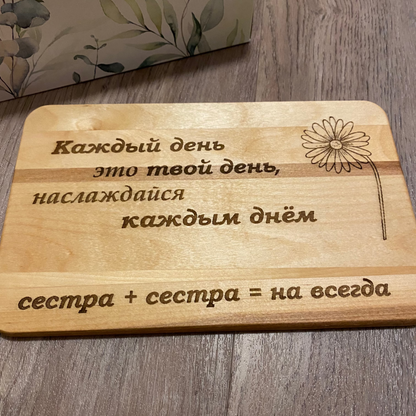 Каждый день
это твой день,
наслаждайся
каждым днём
сестра + сестра = на всегда